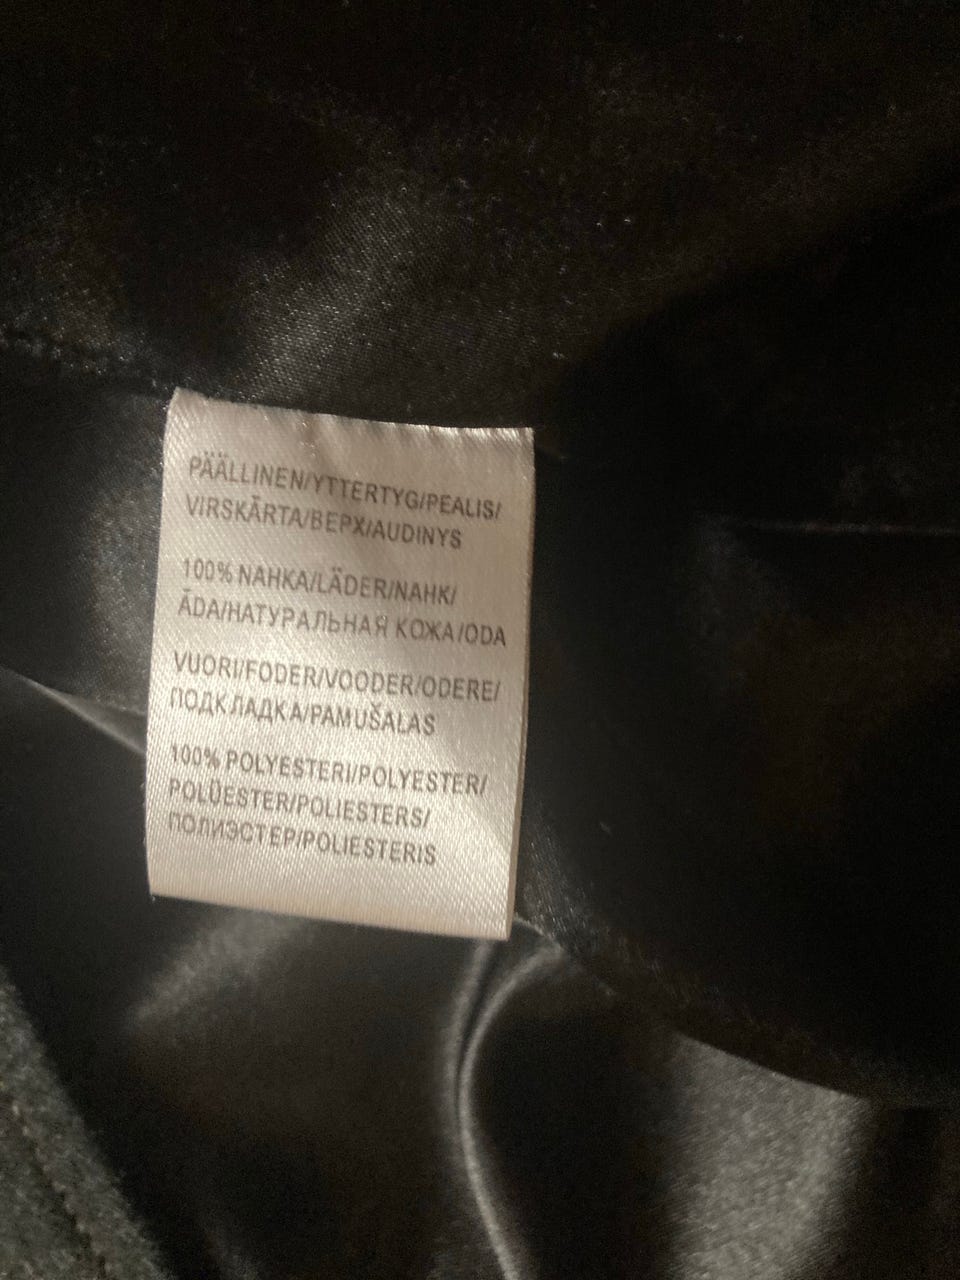 PÄÄLLINEN/YTTERTYG/PEALIS/
VIRSKĀRTA/ВЕРХ/AUDINYS
100% NAHKA/LÄDER/NAHK/
ĀDA/НАТУРАЛЬНАЯ КОЖА/ODA
VUORI/FODER/VOODER/ODERE/
ПОДКЛАДКА/PAMUŠALAS
100% POLYESTERI/POLYESTER/
POLÜESTER/POLIESTERS/
ПОЛИЭСТЕР/POLIESTERIS